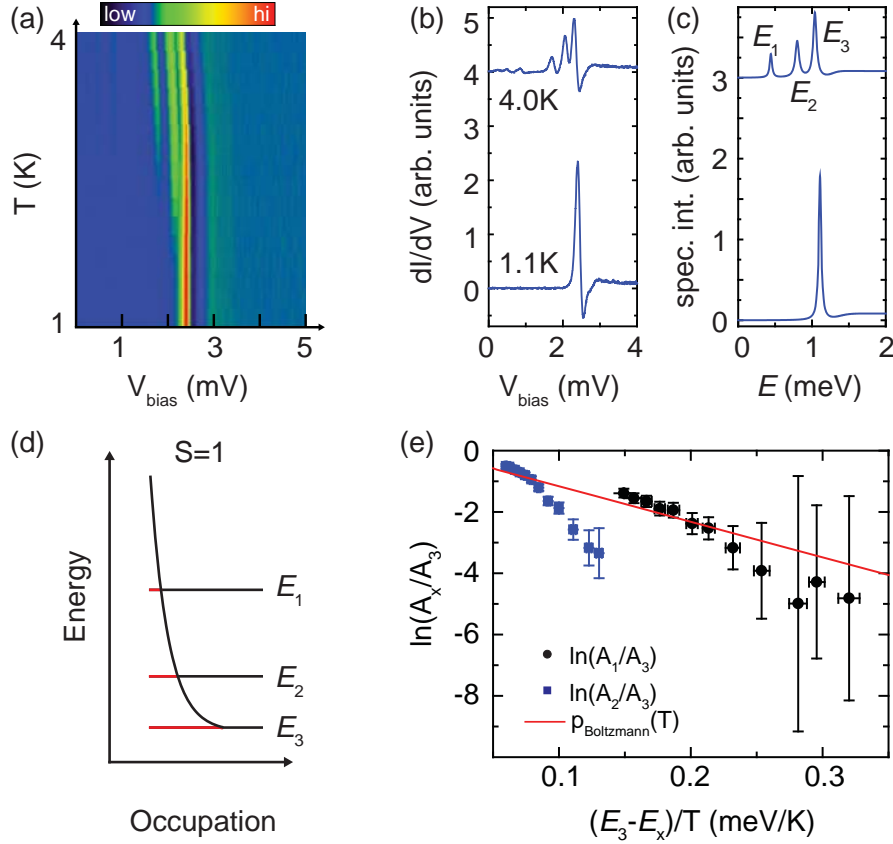 (a)
low hi
4
T (K)
1
1 3 5
V_bias (mV)
(b)
5
4
3
2
1
0
4.0K
1.1K
dI/dV (arb. units)
0 2 4
V_bias (mV)
(c)
E_1
E_2
E_3
3
2
1
0
spec. int. (arb. units)
0 1 2
E (meV)
(d)
S=1
Energy
E_1
E_2
E_3
Occupation
(e)
0
-2
-4
-6
-8
ln(A_x/A_3)
ln(A_1/A_3)
ln(A_2/A_3)
p_Boltzmann(T)
0.1 0.2 0.3
(E_3-E_x)/T (meV/K)